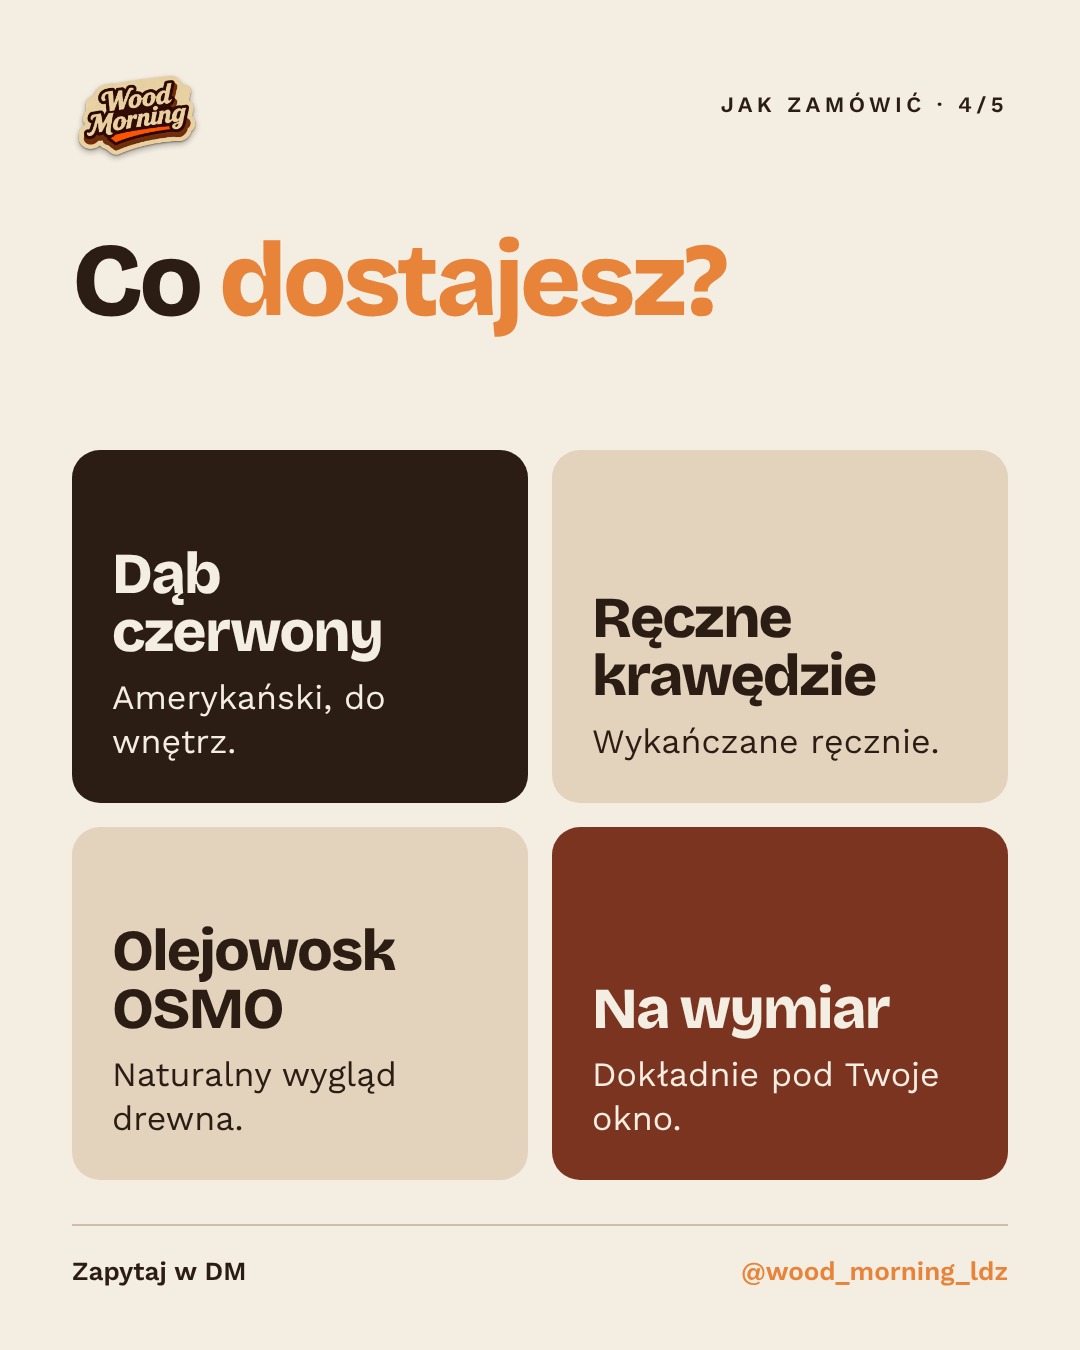 Wood
Morning
JAK ZAMÓWIĆ · 4/5
Co dostajesz?
Dąb
czerwony
Amerykański, do
wnętrz.
Ręczne
krawędzie
Wykańczane ręcznie.
Olejowosk
OSMO
Naturalny wygląd
drewna.
Na wymiar
Dokładnie pod Twoje
okno.
Zapytaj w DM
@wood_morning_ldz